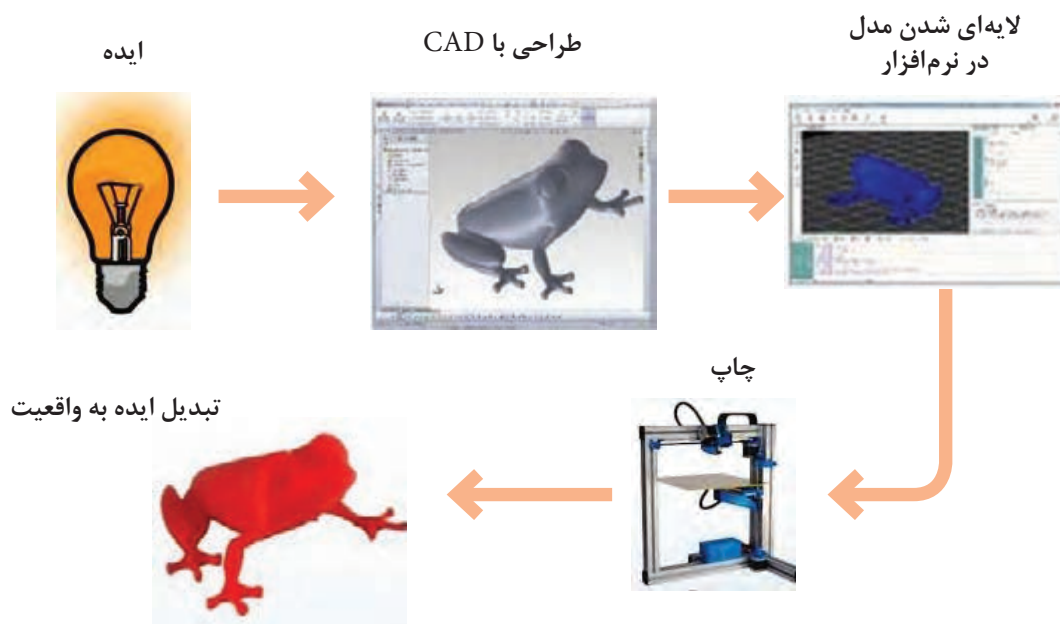 ایده
طراحی با CAD
لایه‌ای شدن مدل
در نرم‌افزار
چاپ
تبدیل ایده به واقعیت